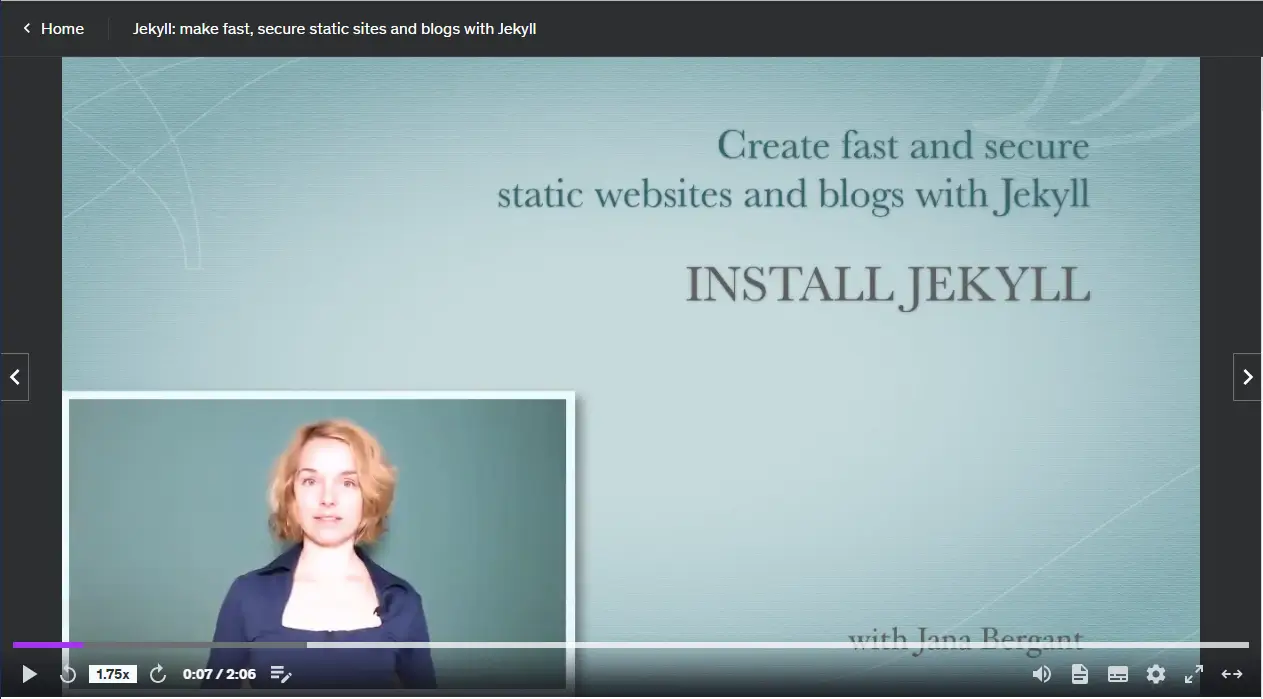 Home
Jekyll: make fast, secure static sites and blogs with Jekyll
Create fast and secure
static websites and blogs with Jekyll
INSTALL JEKYLL
with Jana Bergant
1.75x
0:07 / 2:06